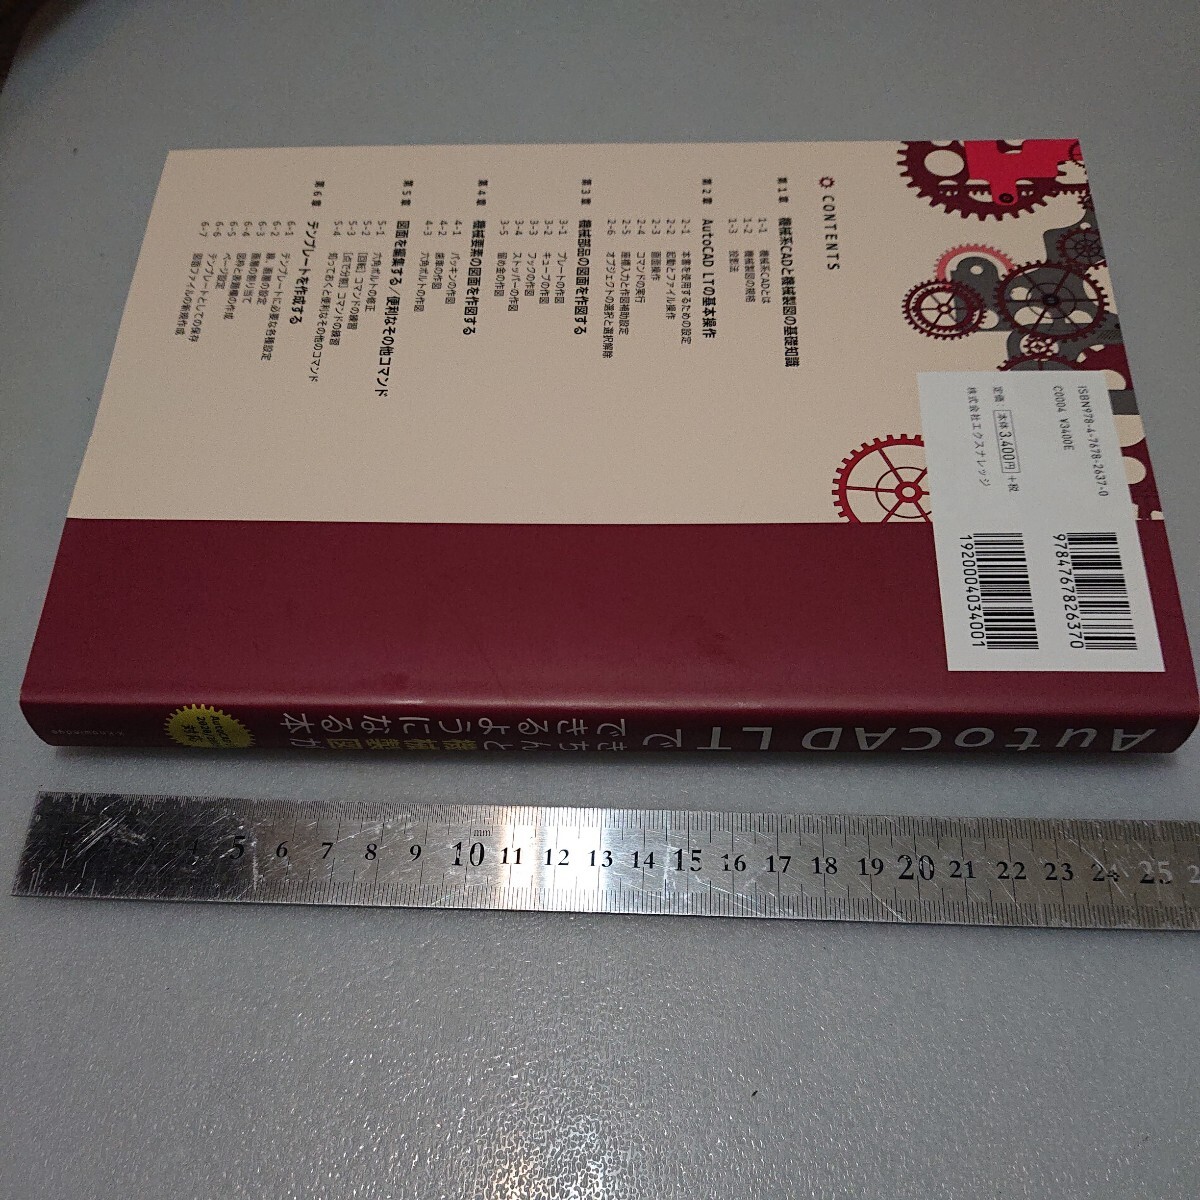 CONTENTS
第1章 機械系CADと機械製図の基礎知識
1-1 機械系CADとは
1-2 機械製図の規格
1-3 投影法
第2章 AutoCAD LTの基本操作
2-1 本書を使用するための設定
2-2 起動とファイル操作
2-3 画面操作
2-4 コマンドの実行
2-5 座標入力と作図補助設定
2-6 オブジェクトの選択と選択解除
第3章 機械部品の図面を作図する
3-1 プレートの作図
3-2 キューブの作図
3-3 フックの作図
3-4 ストッパーの作図
3-5 留め金の作図
第4章 機械要素の図面を作図する
4-1 パッキンの作図
4-2 歯車の作図
4-3 六角ボルトの作図
第5章 図面を編集する/便利なその他コマンド
5-1 六角ボルトの修正
5-2 [回転]コマンドの練習
5-3 [点で分割]コマンドの練習
5-4 知っておくと便利なその他のコマンド
第6章 テンプレートを作成する
6-1 テンプレートに必要な各種設定
6-2 線、画層の設定
6-3 画層の割り当て
6-4 図枠と表題欄の作成
6-5 ページ設定
6-6 テンプレートとしての保存
6-7 図面ファイルの新規作成
ISBN978-4-7678-2637-0
C0004 ¥3400E
定価:本体3,400円+税
株式会社エクスナレッジ
9784767826370
1920004034001
AutoCAD LTで
きちんと機械製図が
できるようになる本
5 6 7 8 9 10 11 12 13 14 15 16 17 18 19 20 21 22 23 24 25
mm